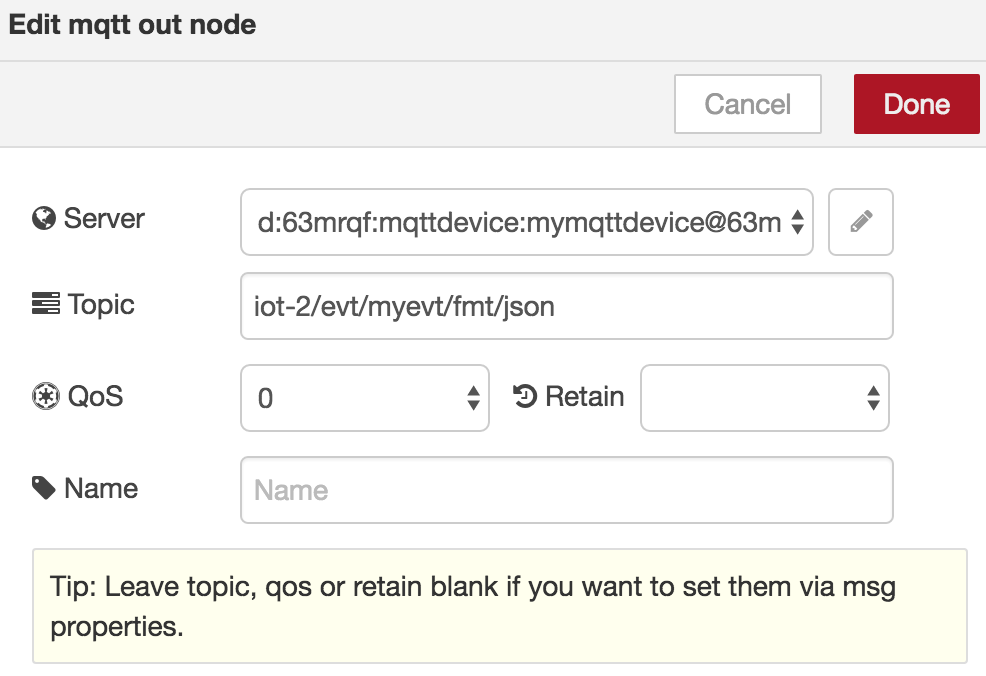 Edit mqtt out node
Cancel
Done
Server
d:63mrqf:mqttdevice:mymqttdevice@63m
Topic
iot-2/evt/myevt/fmt/json
QoS
0
Retain
Name
Name
Tip: Leave topic, qos or retain blank if you want to set them via msg
properties.